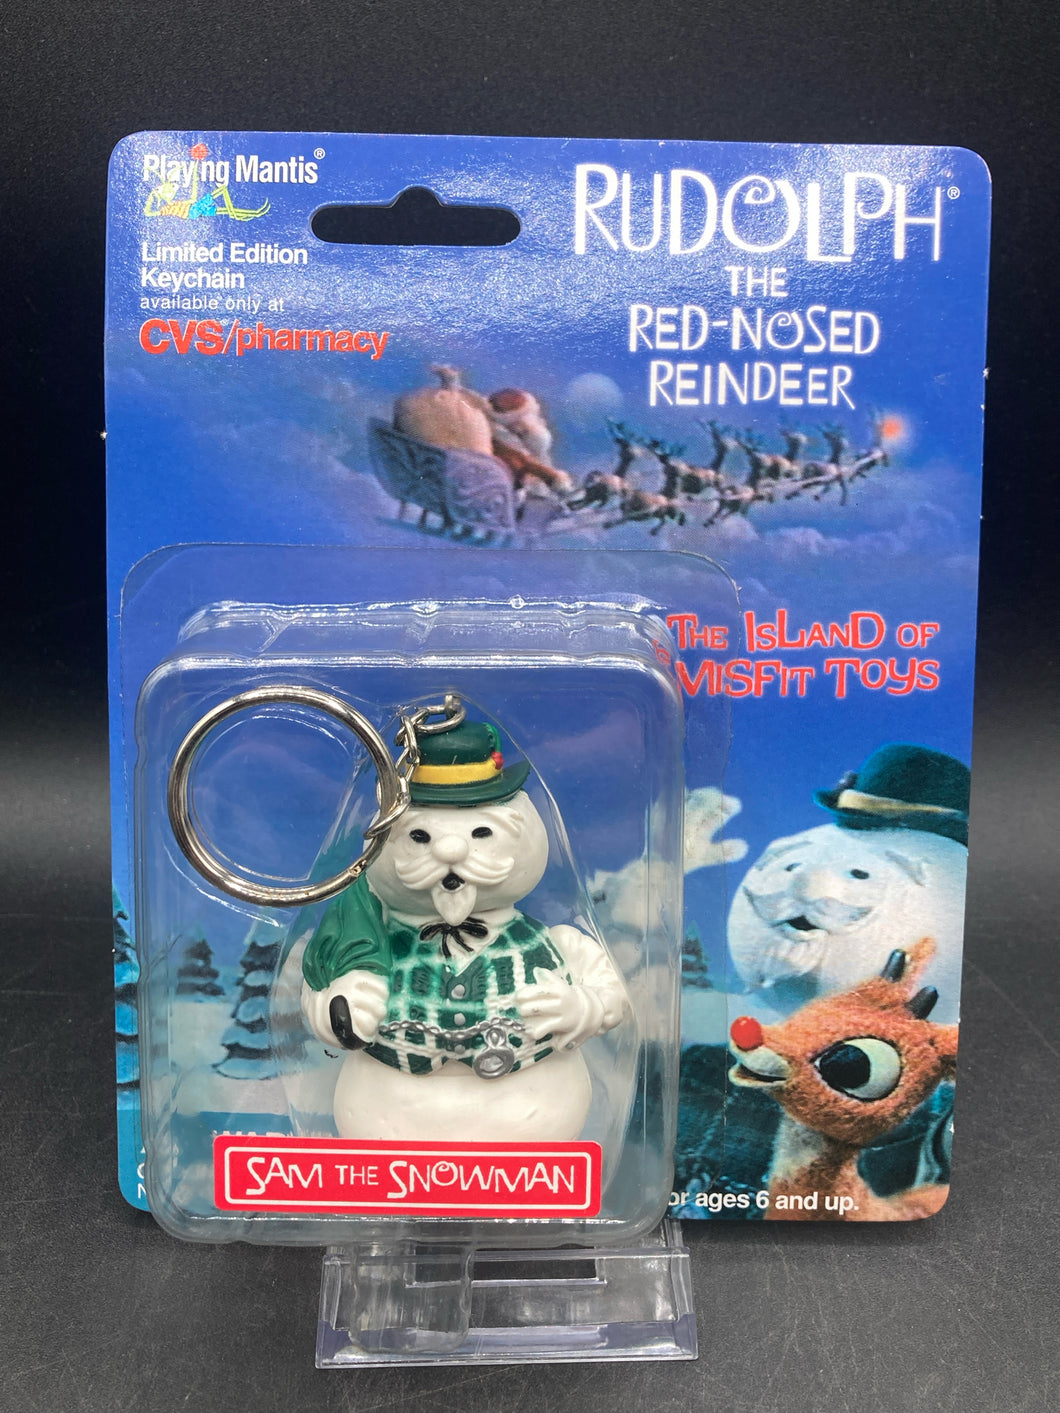 Playing Mantis®
Limited Edition
Keychain
available only at
CVS/pharmacy
RUDOLPH®
THE
RED-NOSED
REINDEER
THE ISLAND OF
MISFIT TOYS
SAM THE SNOWMAN
or ages 6 and up.